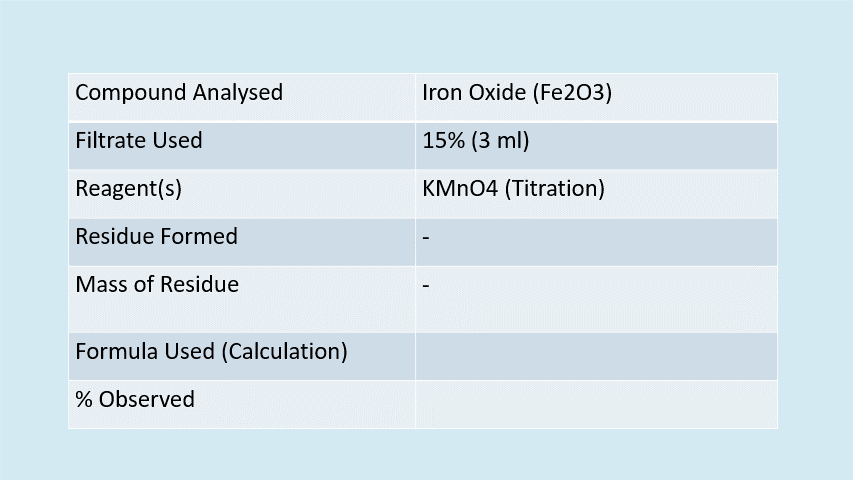 Compound Analysed Iron Oxide (Fe2O3)
Filtrate Used 15% (3 ml)
Reagent(s) KMnO4 (Titration)
Residue Formed -
Mass of Residue -
Formula Used (Calculation)
% Observed